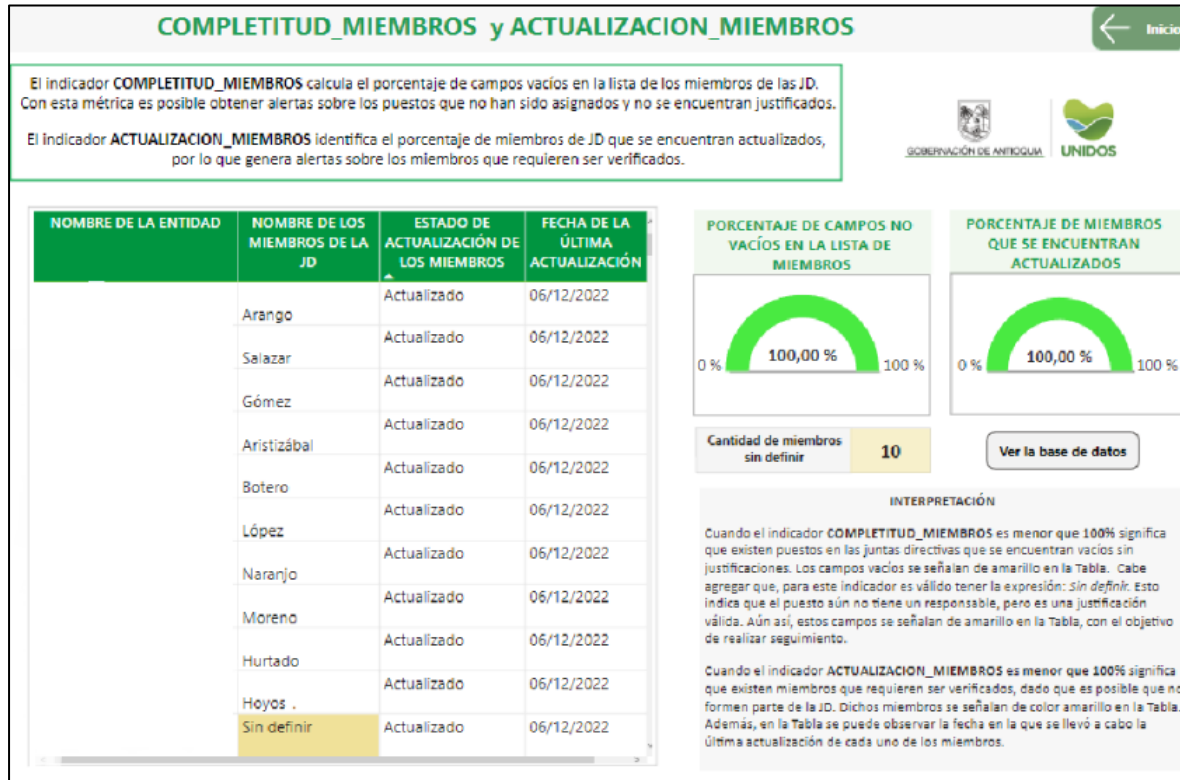 COMPLETITUD_MIEMBROS y ACTUALIZACION_MIEMBROS
Inicio
El indicador COMPLETITUD_MIEMBROS calcula el porcentaje de campos vacíos en la lista de los miembros de las JD.
Con esta métrica es posible obtener alertas sobre los puestos que no han sido asignados y no se encuentran justificados.
El indicador ACTUALIZACION_MIEMBROS identifica el porcentaje de miembros de JD que se encuentran actualizados,
por lo que genera alertas sobre los miembros que requieren ser verificados.
GOBERNACIÓN DE ANTIOQUIA
UNIDOS
NOMBRE DE LA ENTIDAD
NOMBRE DE LOS
MIEMBROS DE LA
JD
ESTADO DE
ACTUALIZACIÓN DE
LOS MIEMBROS
FECHA DE LA
ÚLTIMA
ACTUALIZACIÓN
Arango Actualizado 06/12/2022
Salazar Actualizado 06/12/2022
Gómez Actualizado 06/12/2022
Aristizábal Actualizado 06/12/2022
Botero Actualizado 06/12/2022
López Actualizado 06/12/2022
Naranjo Actualizado 06/12/2022
Moreno Actualizado 06/12/2022
Hurtado Actualizado 06/12/2022
Hoyos . Actualizado 06/12/2022
Sin definir Actualizado 06/12/2022
PORCENTAJE DE CAMPOS NO
VACÍOS EN LA LISTA DE
MIEMBROS
0 %
100,00 %
100 %
PORCENTAJE DE MIEMBROS
QUE SE ENCUENTRAN
ACTUALIZADOS
0 %
100,00 %
100 %
Cantidad de miembros
sin definir
10
Ver la base de datos
INTERPRETACIÓN
Cuando el indicador COMPLETITUD_MIEMBROS es menor que 100% significa
que existen puestos en las juntas directivas que se encuentran vacíos sin
justificaciones. Los campos vacíos se señalan de amarillo en la Tabla. Cabe
agregar que, para este indicador es válido tener la expresión: Sin definir. Esto
indica que el puesto aún no tiene un responsable, pero es una justificación
válida. Aún así, estos campos se señalan de amarillo en la Tabla, con el objetivo
de realizar seguimiento.
Cuando el indicador ACTUALIZACION_MIEMBROS es menor que 100% significa
que existen miembros que requieren ser verificados, dado que es posible que no
formen parte de la JD. Dichos miembros se señalan de color amarillo en la Tabla.
Además, en la Tabla se puede observar la fecha en la que se llevó a cabo la
última actualización de cada uno de los miembros.